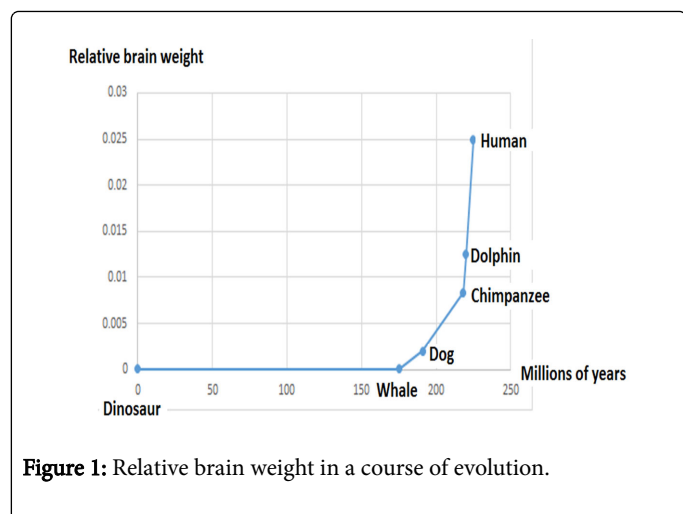 Relative brain weight
0.03
0.025
Human
0.02
0.015
Dolphin
0.01
Chimpanzee
0.005
Dog
0
Millions of years
0 50 100 150 Whale 200 250
Dinosaur
Figure 1: Relative brain weight in a course of evolution.